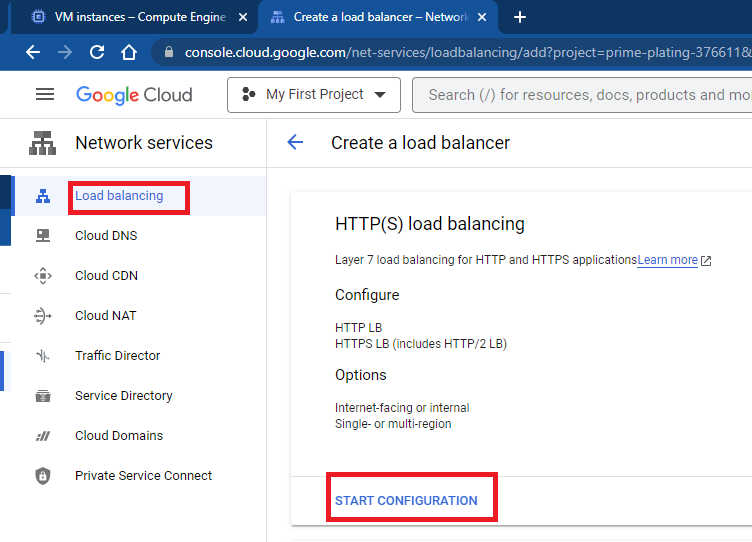 VM instances – Compute Engine
Create a load balancer – Network
console.cloud.google.com/net-services/loadbalancing/add?project=prime-plating-376611&
Google Cloud
My First Project
Search (/) for resources, docs, products and mo
Network services
Create a load balancer
Load balancing
Cloud DNS
Cloud CDN
Cloud NAT
Traffic Director
Service Directory
Cloud Domains
Private Service Connect
HTTP(S) load balancing
Layer 7 load balancing for HTTP and HTTPS applicationsLearn more
Configure
HTTP LB
HTTPS LB (includes HTTP/2 LB)
Options
Internet-facing or internal
Single- or multi-region
START CONFIGURATION